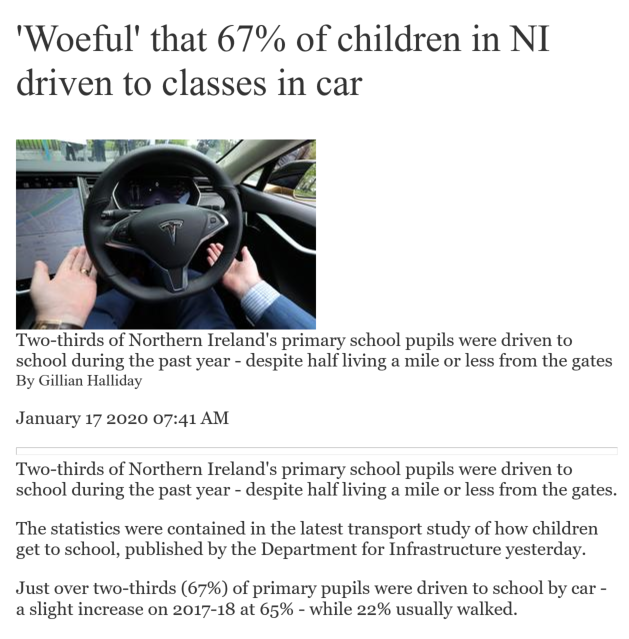 'Woeful' that 67% of children in NI
driven to classes in car
Two-thirds of Northern Ireland's primary school pupils were driven to
school during the past year - despite half living a mile or less from the gates
By Gillian Halliday
January 17 2020 07:41 AM
Two-thirds of Northern Ireland's primary school pupils were driven to
school during the past year - despite half living a mile or less from the gates.
The statistics were contained in the latest transport study of how children
get to school, published by the Department for Infrastructure yesterday.
Just over two-thirds (67%) of primary pupils were driven to school by car -
a slight increase on 2017-18 at 65% - while 22% usually walked.